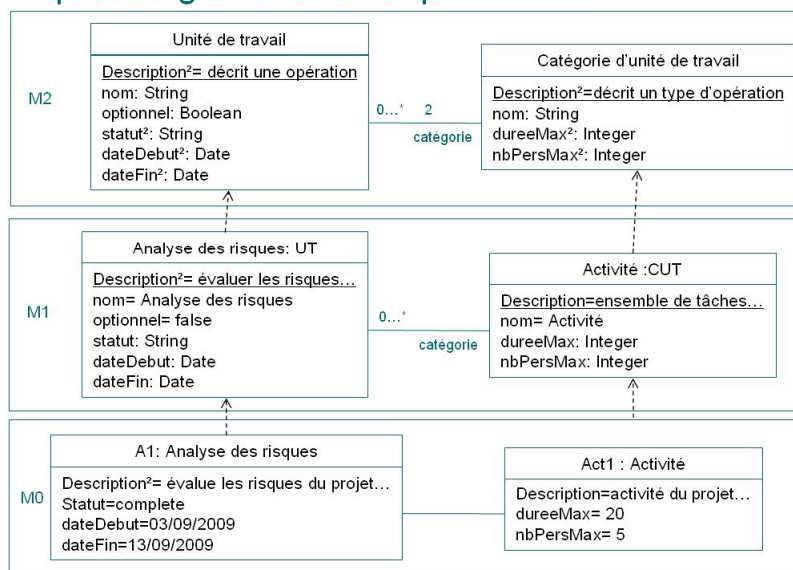 Unité de travail
Description²= décrit une opération
nom: String
optionnel: Boolean
statut²: String
dateDebut²: Date
dateFin²: Date
M2
0...* 2
catégorie
Catégorie d'unité de travail
Description²=décrit un type d'opération
nom: String
dureeMax²: Integer
nbPersMax²: Integer
Analyse des risques: UT
Description²= évaluer les risques...
nom= Analyse des risques
optionnel= false
statut: String
dateDebut: Date
dateFin: Date
M1
0...*
catégorie
Activité :CUT
Description=ensemble de tâches...
nom= Activité
dureeMax: Integer
nbPersMax: Integer
A1: Analyse des risques
Description²= évalue les risques du projet...
Statut=complete
dateDebut=03/09/2009
dateFin=13/09/2009
M0
Act1 : Activité
Description=activité du projet...
dureeMax= 20
nbPersMax= 5